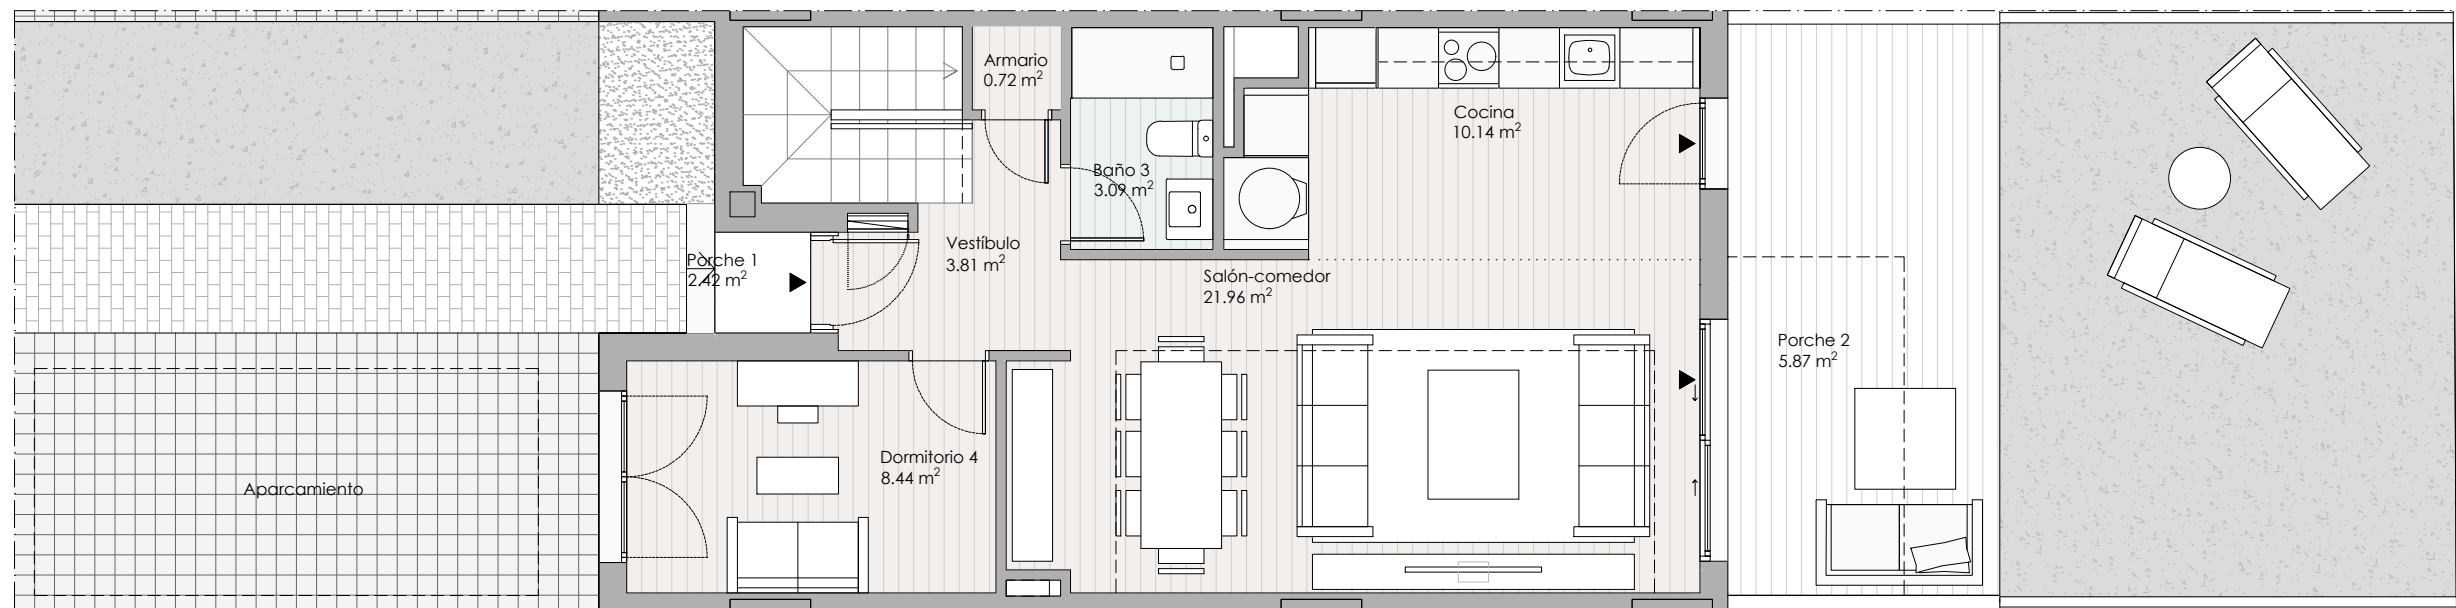 Armario
0.72 m²
Cocina
10.14 m²
Baño 3
3.09 m²
Vestíbulo
3.81 m²
Porche 1
2.42 m²
Salón-comedor
21.96 m²
Porche 2
5.87 m²
Dormitorio 4
8.44 m²
Aparcamiento